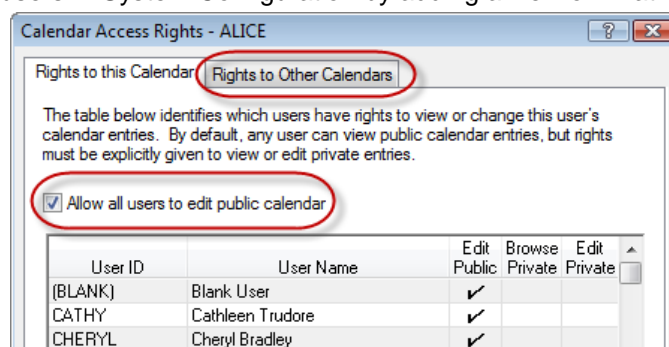 Calendar Access Rights - ALICE
Rights to this Calendar Rights to Other Calendars
The table below identifies which users have rights to view or change this user's
calendar entries. By default, any user can view public calendar entries, but rights
must be explicitly given to view or edit private entries.
Allow all users to edit public calendar
Edit Browse Edit
User ID User Name Public Private Private
(BLANK) Blank User ✓
CATHY Cathleen Trudore ✓
CHERYL Cheryl Bradley ✓